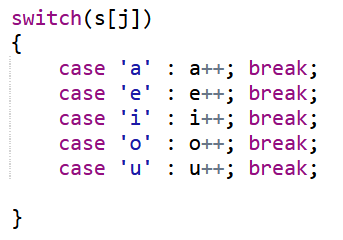 switch(s[j])
{
case 'a' : a++; break;
case 'e' : e++; break;
case 'i' : i++; break;
case 'o' : o++; break;
case 'u' : u++; break;
}